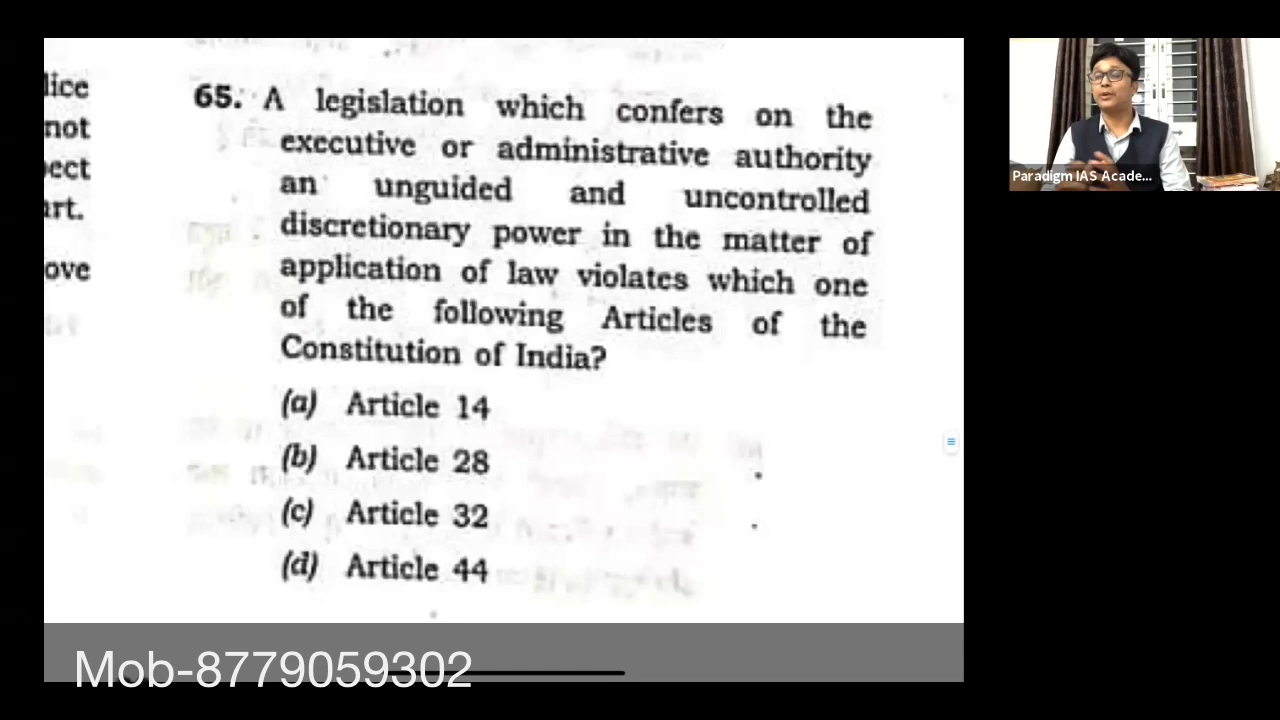 lice
not
ect
rt.
ove
65. A legislation which confers on the
executive or administrative authority
an unguided and uncontrolled
discretionary power in the matter of
application of law violates which one
of the following Articles of the
Constitution of India?
(a) Article 14
(b) Article 28
(c) Article 32
(d) Article 44
Mob-8779059302
Paradigm IAS Acade...